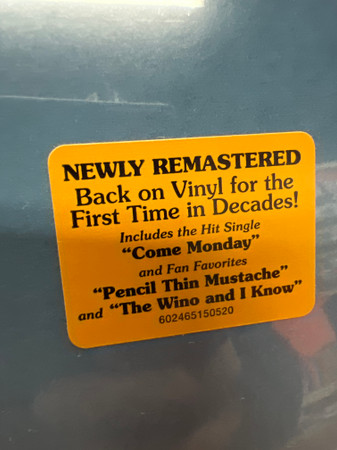 NEWLY REMASTERED
Back on Vinyl for the
First Time in Decades!
Includes the Hit Single
“Come Monday”
and Fan Favorites
“Pencil Thin Mustache”
and “The Wino and I Know”
602465150520